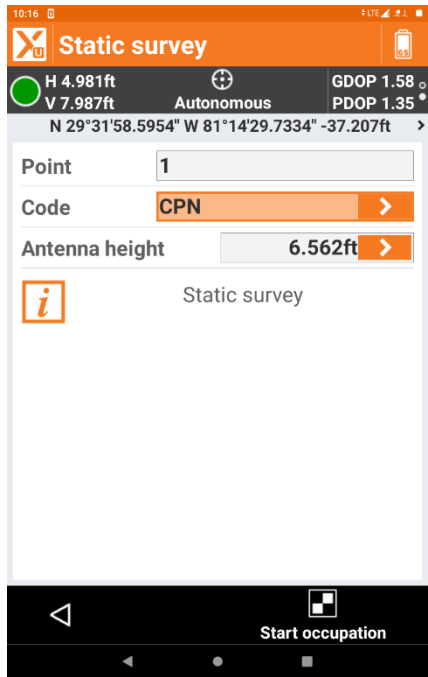 10:16 LTE
Xu Static survey
GS
H 4.981ft GDOP 1.58
V 7.987ft Autonomous PDOP 1.35
N 29°31'58.5954" W 81°14'29.7334" -37.207ft >
Point 1
Code CPN
Antenna height 6.562ft
i Static survey
Start occupation